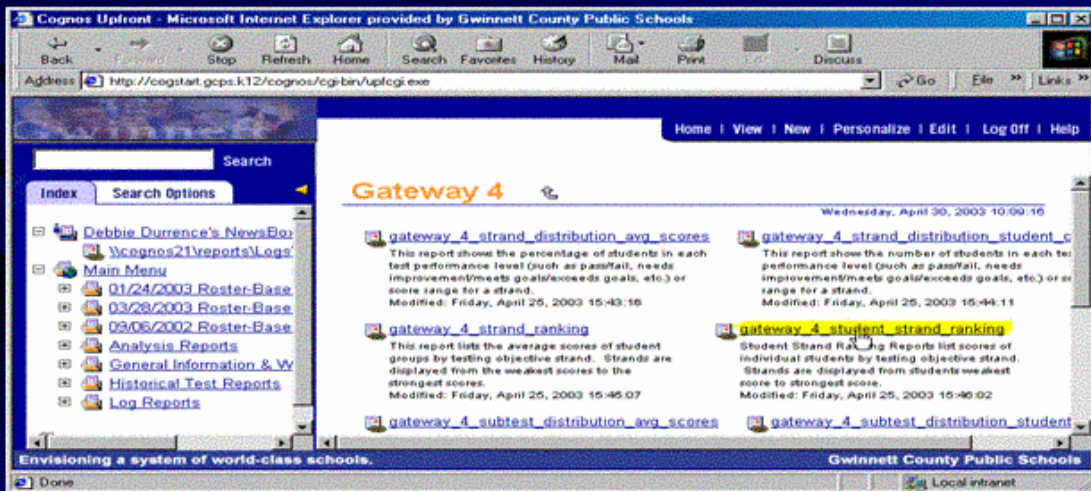 Cognos Upfront - Microsoft Internet Explorer provided by Gwinnett County Public Schools
Back Forward Stop Refresh Home Search Favorites History Mail Print Edit Discuss
Address http://cogstart.gcps.k12/cognos/cgi-bin/upfcgi.exe Go File » Links »
Gwinnett
Home | View | New | Personalize | Edit | Log Off | Help
Search
Index Search Options
Debbie Durrence's NewsBox
\\cognos21\reports\Logs
Main Menu
01/24/2003 Roster-Base
03/28/2003 Roster-Base
09/06/2002 Roster-Base
Analysis Reports
General Information & W
Historical Test Reports
Log Reports
Gateway 4
Wednesday, April 30, 2003 10:09:16
gateway_4_strand_distribution_avg_scores
This report shows the percentage of students in each
test performance level (such as pass/fail, needs
improvement/meets goals/exceeds goals, etc.) or
score range for a strand.
Modified: Friday, April 25, 2003 15:43:16
gateway_4_strand_distribution_student_c
This report shows the number of students in each tes
performance level (such as pass/fail, needs
improvement/meets goals/exceeds goals, etc.) or sc
range for a strand.
Modified: Friday, April 25, 2003 15:44:11
gateway_4_strand_ranking
This report lists the average scores of student
groups by testing objective strand. Strands are
displayed from the weakest scores to the
strongest scores.
Modified: Friday, April 25, 2003 15:45:07
gateway_4_student_strand_ranking
Student Strand Ranking Reports list scores of
individual students by testing objective strand.
Strands are displayed from students weakest
score to strongest score.
Modified: Friday, April 25, 2003 15:46:02
gateway_4_subtest_distribution_avg_scores
gateway_4_subtest_distribution_student
Envisioning a system of world-class schools.
Gwinnett County Public Schools
Done
Local intranet